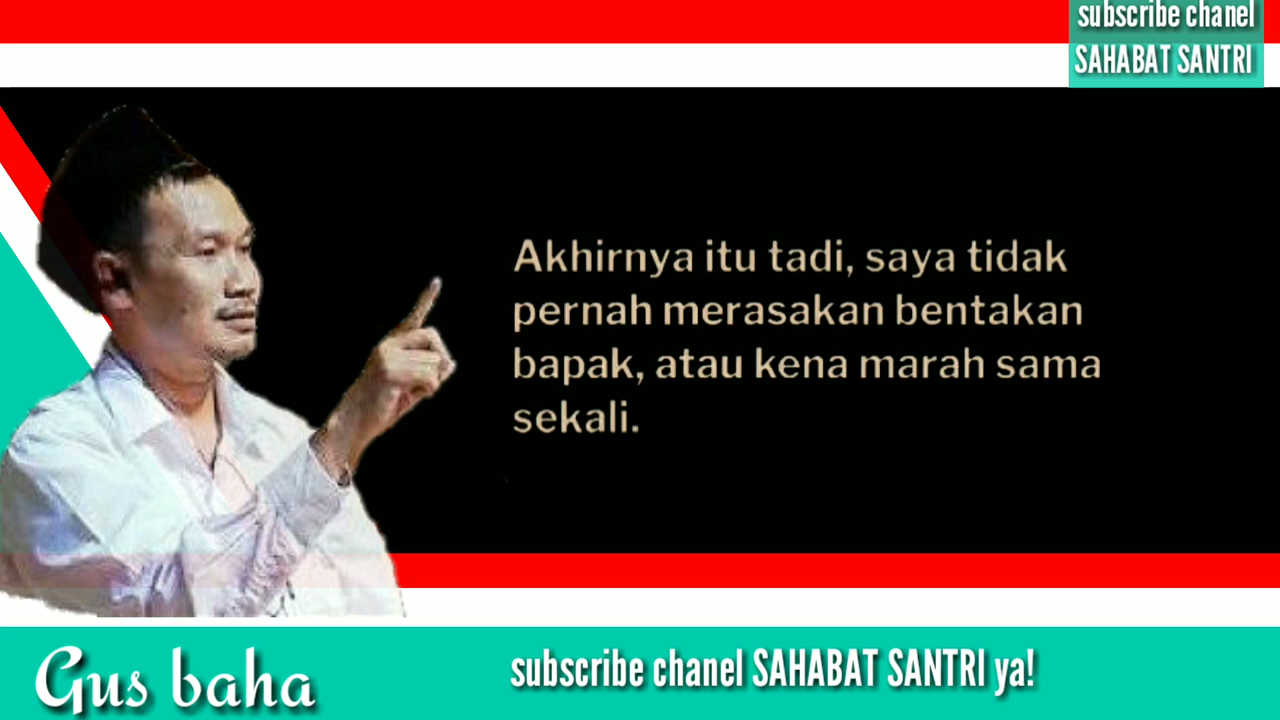 subscribe chanel
SAHABAT SANTRI
Akhirnya itu tadi, saya tidak
pernah merasakan bentakan
bapak, atau kena marah sama
sekali.
Gus baha
subscribe chanel SAHABAT SANTRI ya!